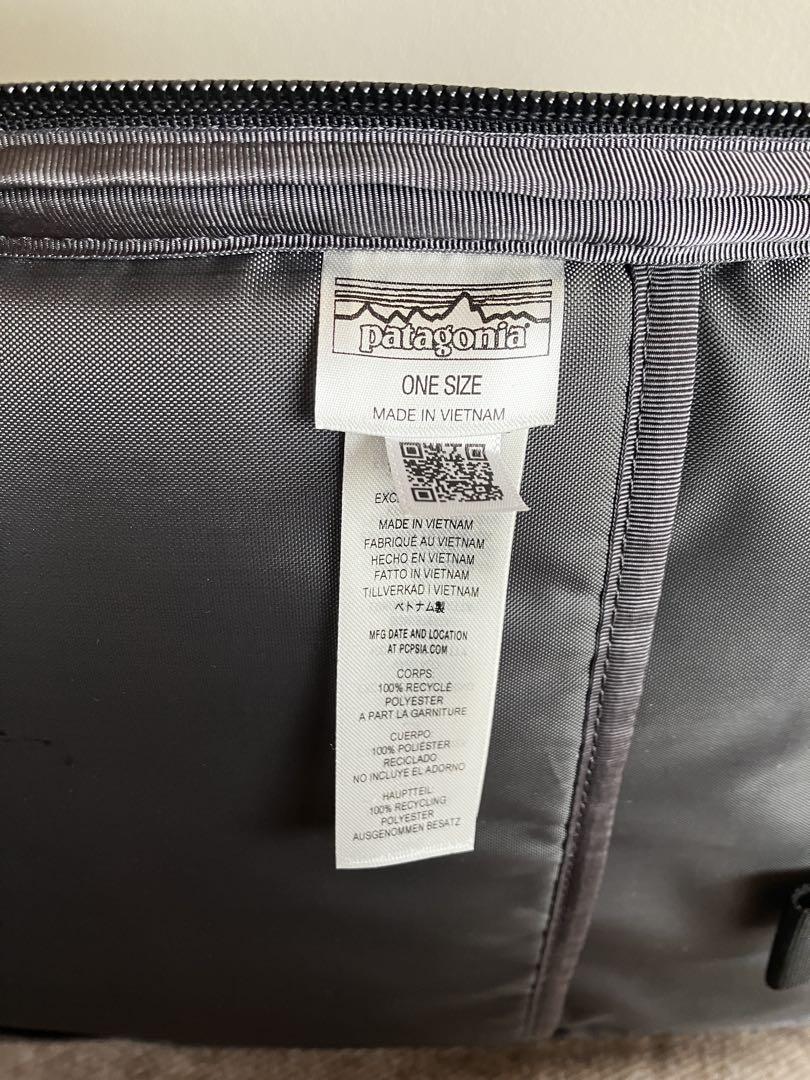 patagonia
ONE SIZE
MADE IN VIETNAM
EXC
MADE IN VIETNAM
FABRIQUÉ AU VIETNAM
HECHO EN VIETNAM
FATTO IN VIETNAM
TILLVERKAD I VIETNAM
ベトナム製
MFG DATE AND LOCATION
AT PCPSIA.COM
CORPS:
100% RECYCLÉ
POLYESTER
A PART LA GARNITURE
CUERPO:
100% POLIÉSTER
RECICLADO
NO INCLUYE EL ADORNO
HAUPTTEIL:
100% RECYCLING
POLYESTER
AUSGENOMMEN BESATZ